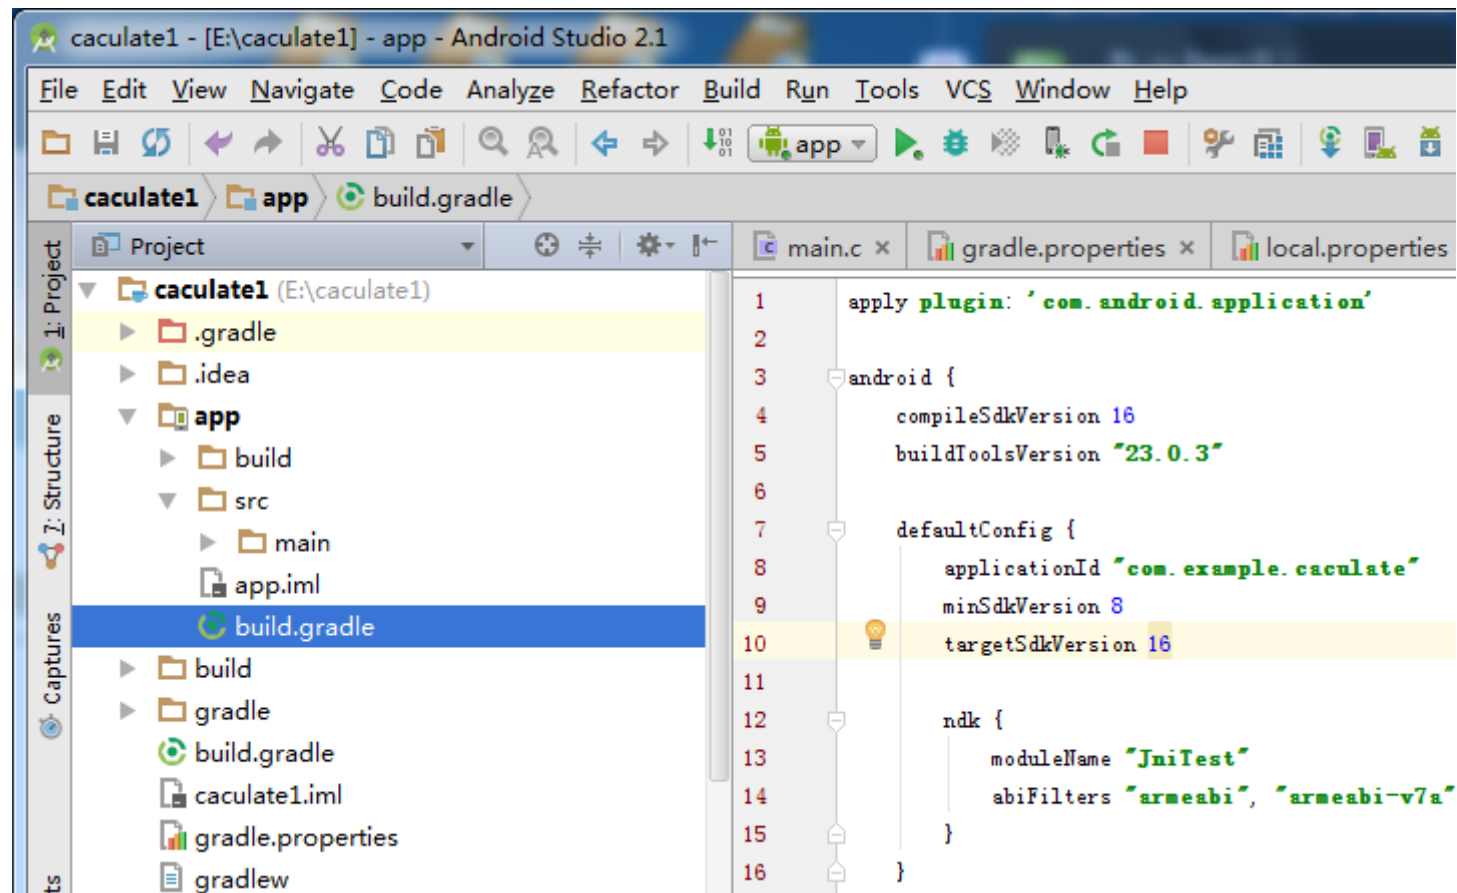 caculate1 - [E:\caculate1] - app - Android Studio 2.1
File Edit View Navigate Code Analyze Refactor Build Run Tools VCS Window Help
app
caculate1 app build.gradle
1: Project
7: Structure
Captures
Project
caculate1 (E:\caculate1)
.gradle
.idea
app
build
src
main
app.iml
build.gradle
build
gradle
build.gradle
caculate1.iml
gradle.properties
gradlew
main.c gradle.properties local.properties
1 apply plugin: 'com.android.application'
2
3 android {
4 compileSdkVersion 16
5 buildToolsVersion "23.0.3"
6
7 defaultConfig {
8 applicationId "com.example.caculate"
9 minSdkVersion 8
10 targetSdkVersion 16
11
12 ndk {
13 moduleName "JniTest"
14 abiFilters "armeabi", "armeabi-v7a"
15 }
16 }